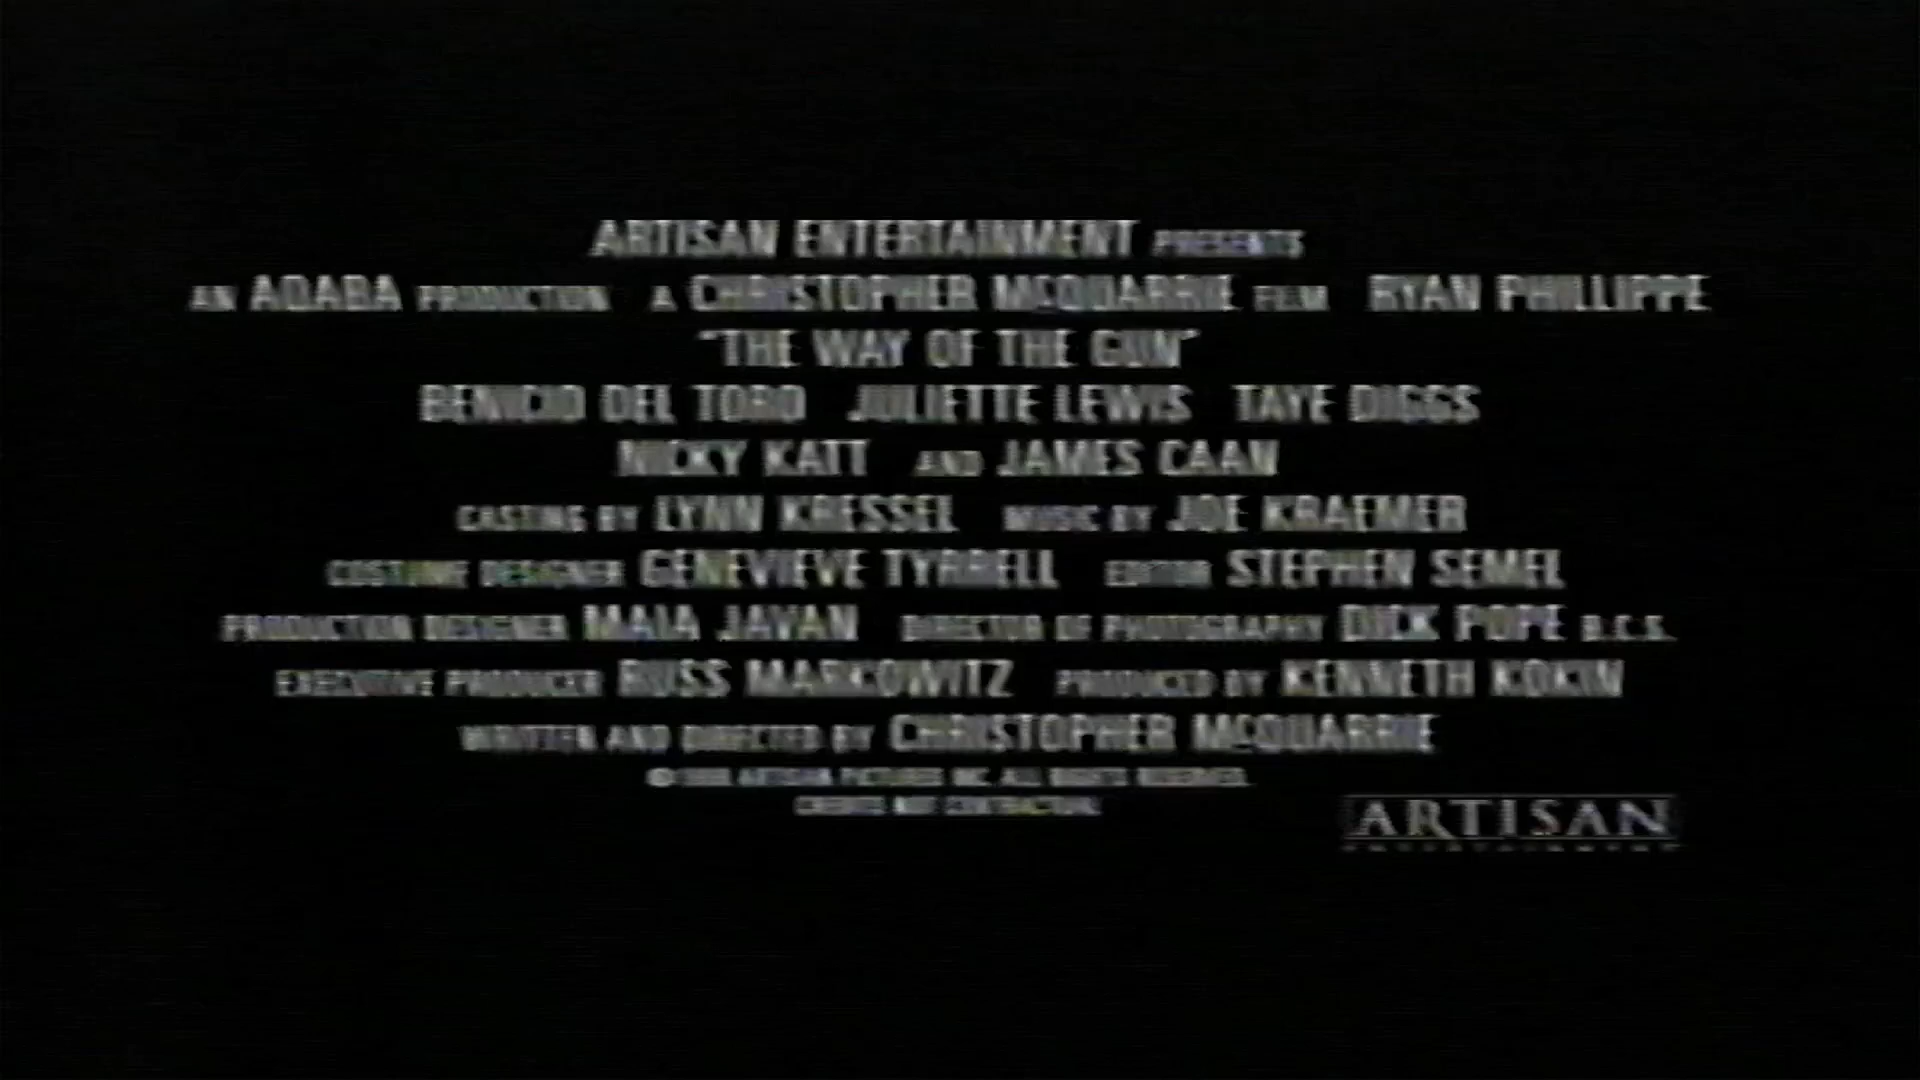 ARTISAN ENTERTAINMENT PRESENTS
AN AQABA PRODUCTION A CHRISTOPHER MCQUARRIE FILM RYAN PHILLIPPE
"THE WAY OF THE GUN"
BENICIO DEL TORO JULIETTE LEWIS TAYE DIGGS
NICKY KATT AND JAMES CAAN
CASTING BY LYNN KRESSEL MUSIC BY JOE KRAEMER
COSTUME DESIGNER GENEVIEVE TYRRELL EDITOR STEPHEN SEMEL
PRODUCTION DESIGNER MAIA JAVAN DIRECTOR OF PHOTOGRAPHY DICK POPE B.C.S.
EXECUTIVE PRODUCER RUSS MARKOWITZ PRODUCED BY KENNETH KOKIN
WRITTEN AND DIRECTED BY CHRISTOPHER MCQUARRIE
© ARTISAN PICTURES INC. ALL RIGHTS RESERVED.
CREDITS NOT CONTRACTUAL
ARTISAN